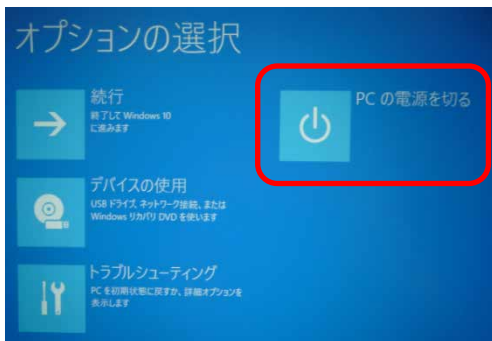 オプションの選択
続行
終了して Windows 10
に進みます
デバイスの使用
USB ドライブ、ネットワーク接続、または
Windows リカバリ DVD を使います
トラブルシューティング
PC を初期状態に戻すか、詳細オプションを
表示します
PC の電源を切る